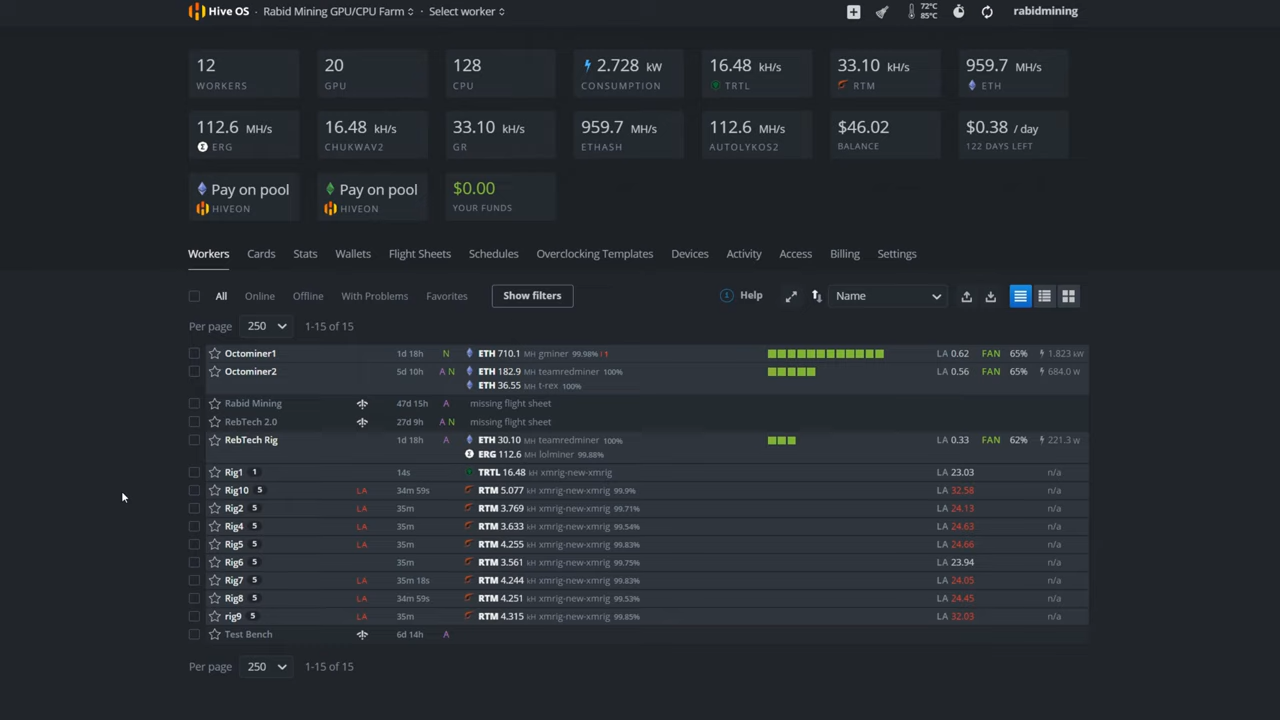 Hive OS Rabid Mining GPU/CPU Farm · Select worker 72°C 85°C rabidmining
12 20 128 2.728 kW 16.48 kH/s 33.10 kH/s 959.7 MH/s
WORKERS GPU CPU CONSUMPTION TRTL RTM ETH
112.6 MH/s 16.48 kH/s 33.10 kH/s 959.7 MH/s 112.6 MH/s $46.02 $0.38 / day
ERG CHUKWAV2 GR ETHASH AUTOLYKOS2 BALANCE 122 DAYS LEFT
Pay on pool Pay on pool $0.00
HIVEON HIVEON YOUR FUNDS
Workers Cards Stats Wallets Flight Sheets Schedules Overclocking Templates Devices Activity Access Billing Settings
All Online Offline With Problems Favorites Show filters Help Name
Per page 250 1-15 of 15
Octominer1 1d 18h N ETH 710.1 MH gminer 99.98% 1 LA 0.62 FAN 65% 1.823 kW
Octominer2 5d 10h A N ETH 182.9 MH teamredminer 100% LA 0.56 FAN 65% 684.0 W
ETH 36.55 MH t-rex 100%
Rabid Mining 47d 15h A missing flight sheet
RebTech 2.0 27d 9h A N missing flight sheet
RebTech Rig 1d 18h A ETH 30.10 MH teamredminer 100% LA 0.33 FAN 62% 221.3 W
ERG 112.6 MH lolminer 99.88%
Rig1 1 14s TRTL 16.48 kH xmrig-new-xmrig LA 23.03 n/a
Rig10 5 LA 34m 59s RTM 5.077 kH xmrig-new-xmrig 99.9% LA 32.58 n/a
Rig2 5 LA 35m RTM 3.769 kH xmrig-new-xmrig 99.71% LA 24.13 n/a
Rig4 5 LA 35m RTM 3.633 kH xmrig-new-xmrig 99.54% LA 24.63 n/a
Rig5 5 LA 35m RTM 4.255 kH xmrig-new-xmrig 99.83% LA 24.66 n/a
Rig6 5 35m RTM 3.561 kH xmrig-new-xmrig 99.75% LA 23.94 n/a
Rig7 5 LA 35m 18s RTM 4.244 kH xmrig-new-xmrig 99.83% LA 24.05 n/a
Rig8 5 LA 34m 59s RTM 4.251 kH xmrig-new-xmrig 99.53% LA 24.45 n/a
rig9 5 LA 35m RTM 4.315 kH xmrig-new-xmrig 99.85% LA 32.03 n/a
Test Bench 6d 14h A
Per page 250 1-15 of 15